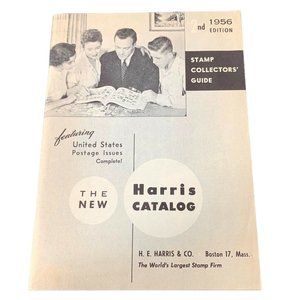 nd 1956
EDITION
STAMP
COLLECTORS'
GUIDE
featuring
United States
Postage Issues
Complete!
THE
NEW
Harris
CATALOG
H. E. HARRIS & CO. Boston 17, Mass.
The World's Largest Stamp Firm